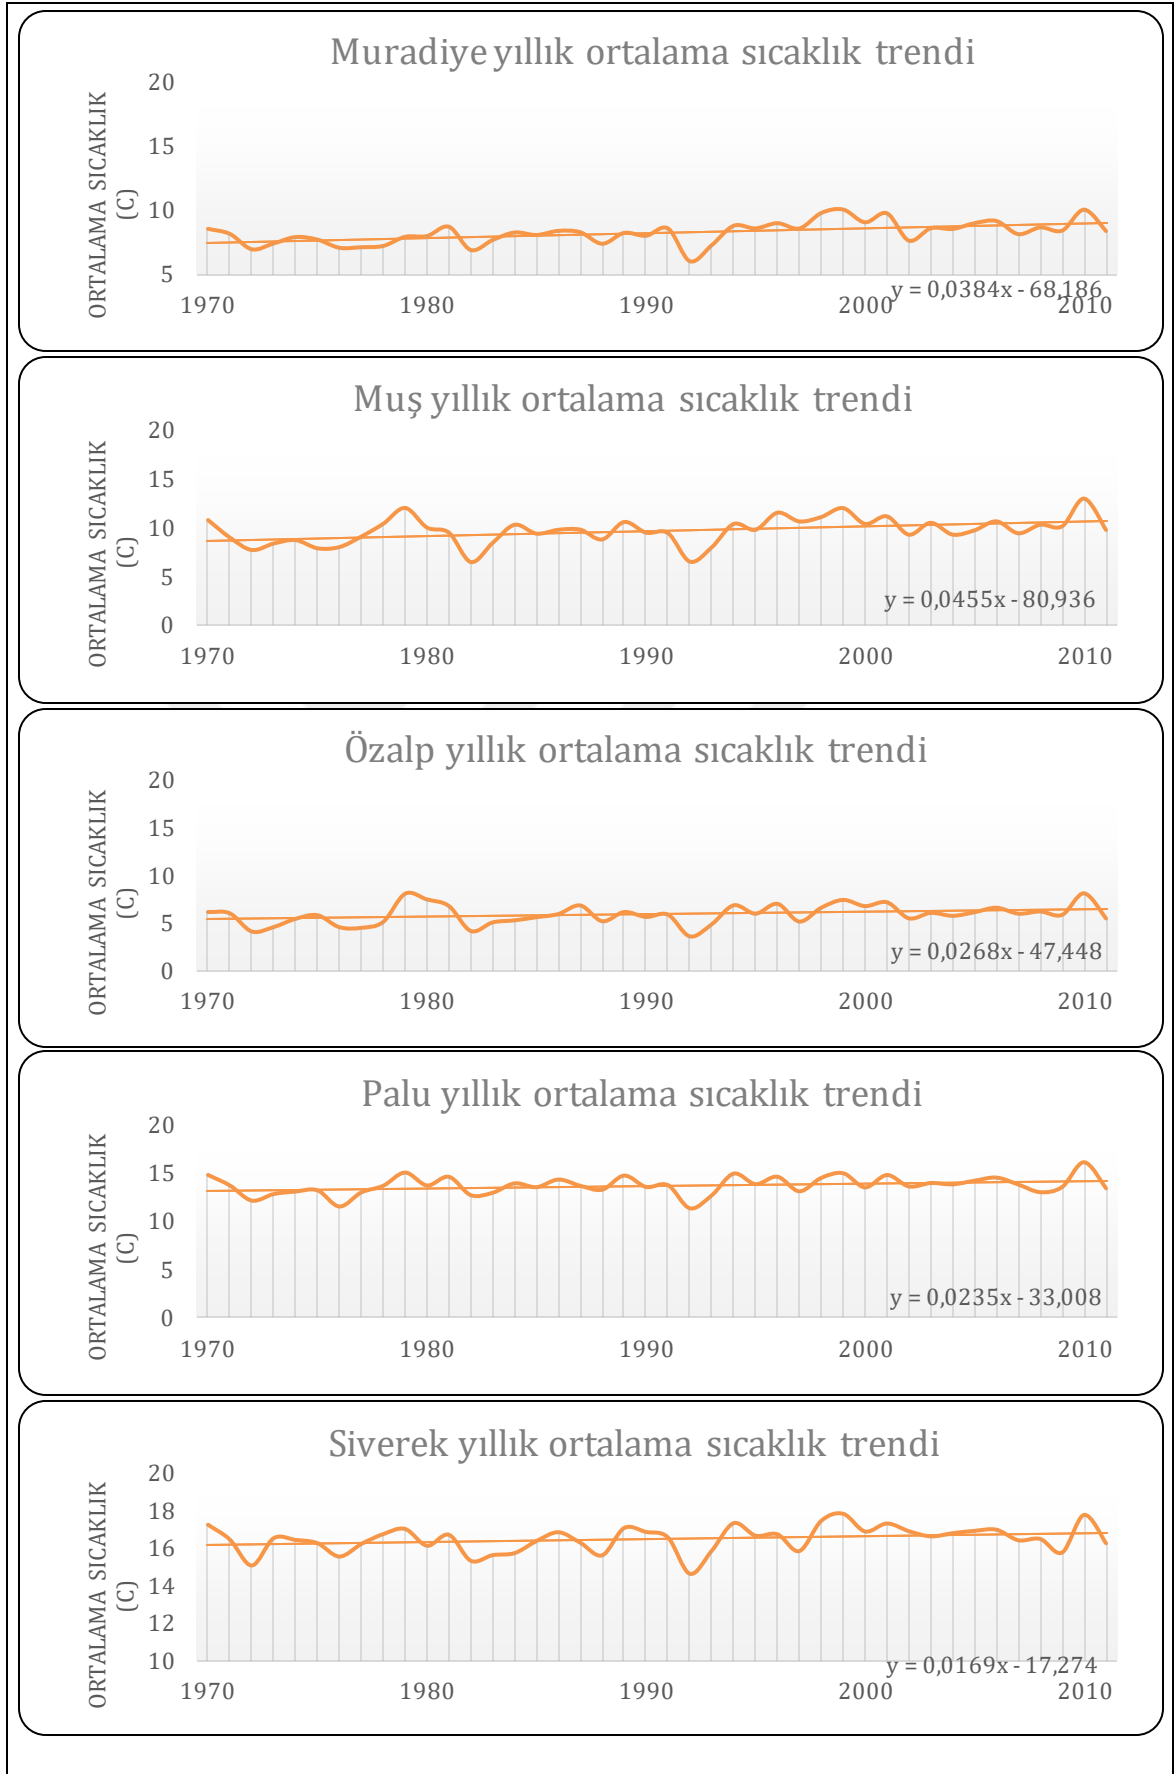 Muradiye yıllık ortalama sıcaklık trendi
ORTALAMA SICAKLIK
(C)
20
15
10
5
1970 1980 1990 2000 2010
y = 0,0384x - 68,186
Muş yıllık ortalama sıcaklık trendi
ORTALAMA SICAKLIK
(C)
20
15
10
5
0
y = 0,0455x - 80,936
1970 1980 1990 2000 2010
Özalp yıllık ortalama sıcaklık trendi
ORTALAMA SICAKLIK
(C)
20
15
10
5
0
y = 0,0268x - 47,448
1970 1980 1990 2000 2010
Palu yıllık ortalama sıcaklık trendi
ORTALAMA SICAKLIK
(C)
20
15
10
5
0
y = 0,0235x - 33,008
1970 1980 1990 2000 2010
Siverek yıllık ortalama sıcaklık trendi
ORTALAMA SICAKLIK
(C)
20
18
16
14
12
10
y = 0,0169x - 17,274
1970 1980 1990 2000 2010